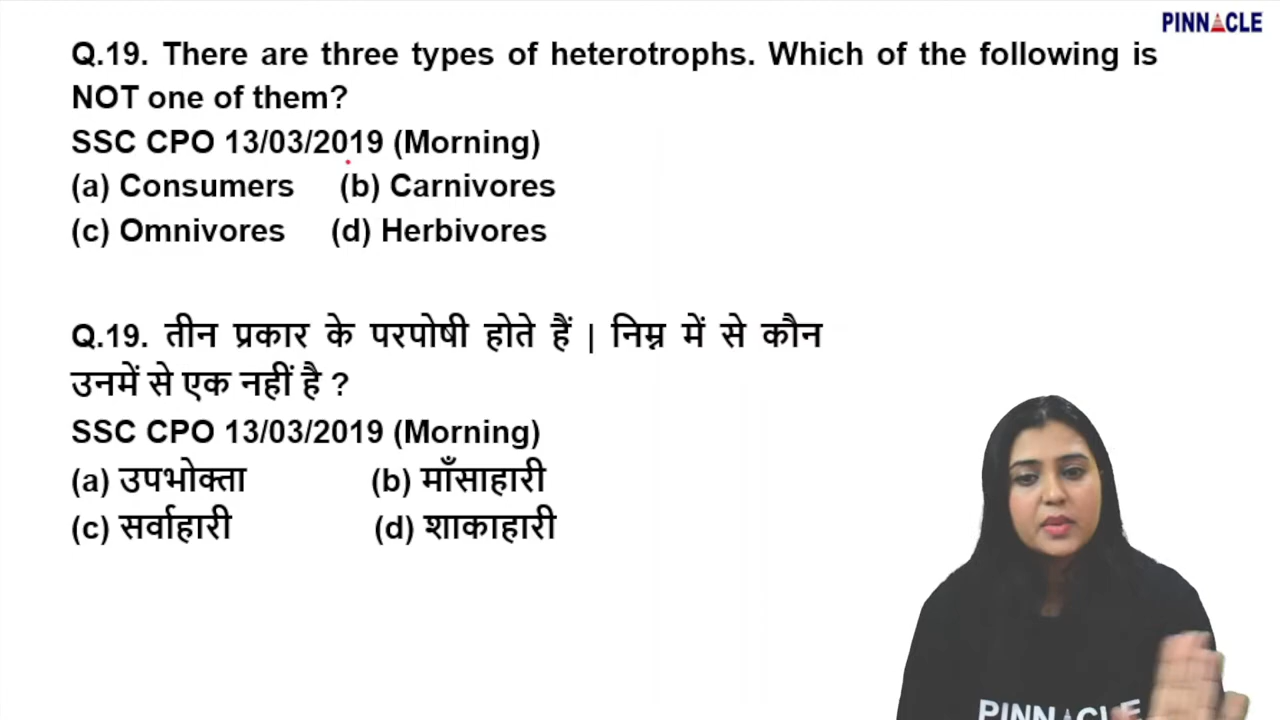 PINNACLE
Q.19. There are three types of heterotrophs. Which of the following is
NOT one of them?
SSC CPO 13/03/2019 (Morning)
(a) Consumers (b) Carnivores
(c) Omnivores (d) Herbivores
Q.19. तीन प्रकार के परपोषी होते हैं | निम्न में से कौन
उनमें से एक नहीं है ?
SSC CPO 13/03/2019 (Morning)
(a) उपभोक्ता (b) माँसाहारी
(c) सर्वाहारी (d) शाकाहारी
PINNACLE